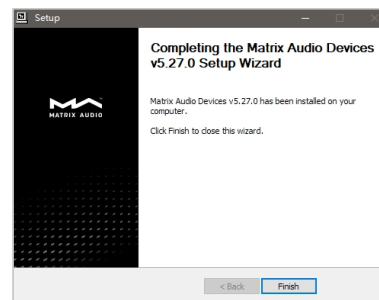 Setup
Completing the Matrix Audio Devices
v5.27.0 Setup Wizard
MATRIX AUDIO
Matrix Audio Devices v5.27.0 has been installed on your
computer.
Click Finish to close this wizard.
< Back
Finish